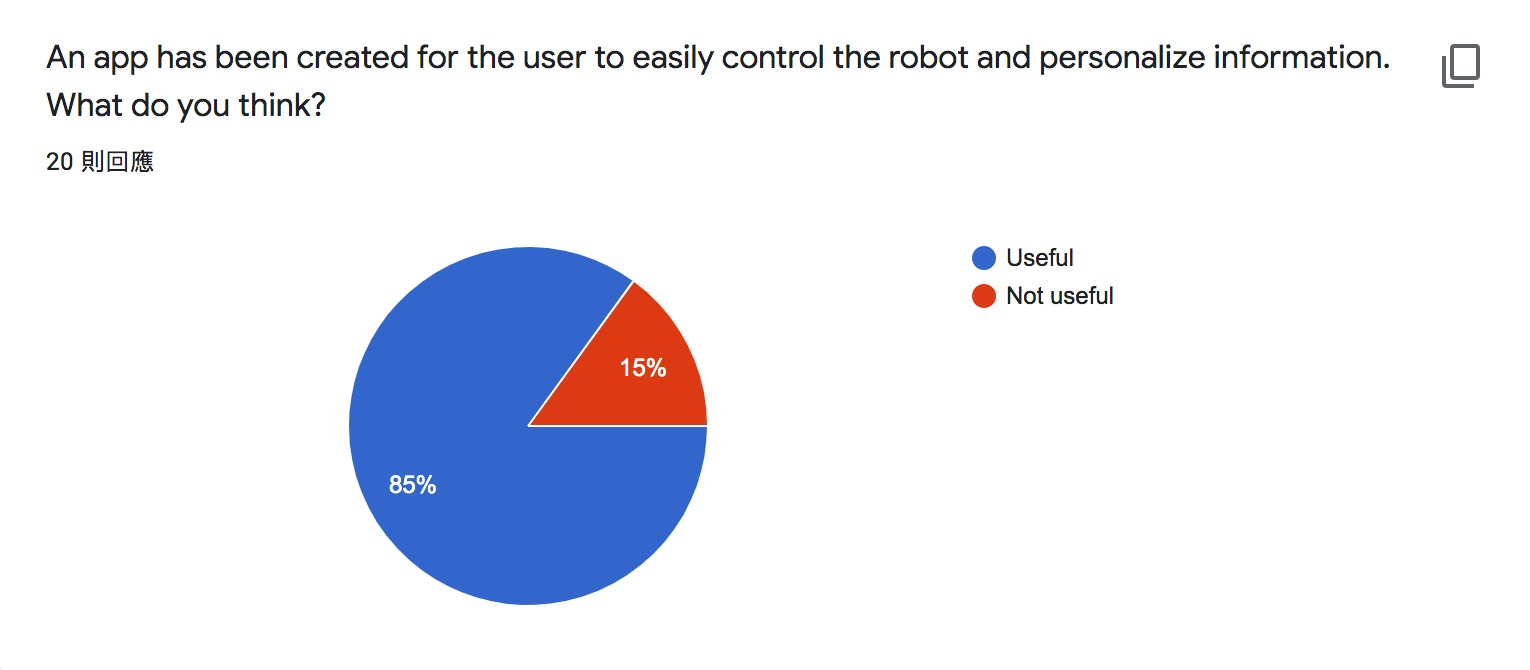 An app has been created for the user to easily control the robot and personalize information.
What do you think?
20 則回應
Useful
Not useful
15%
85%